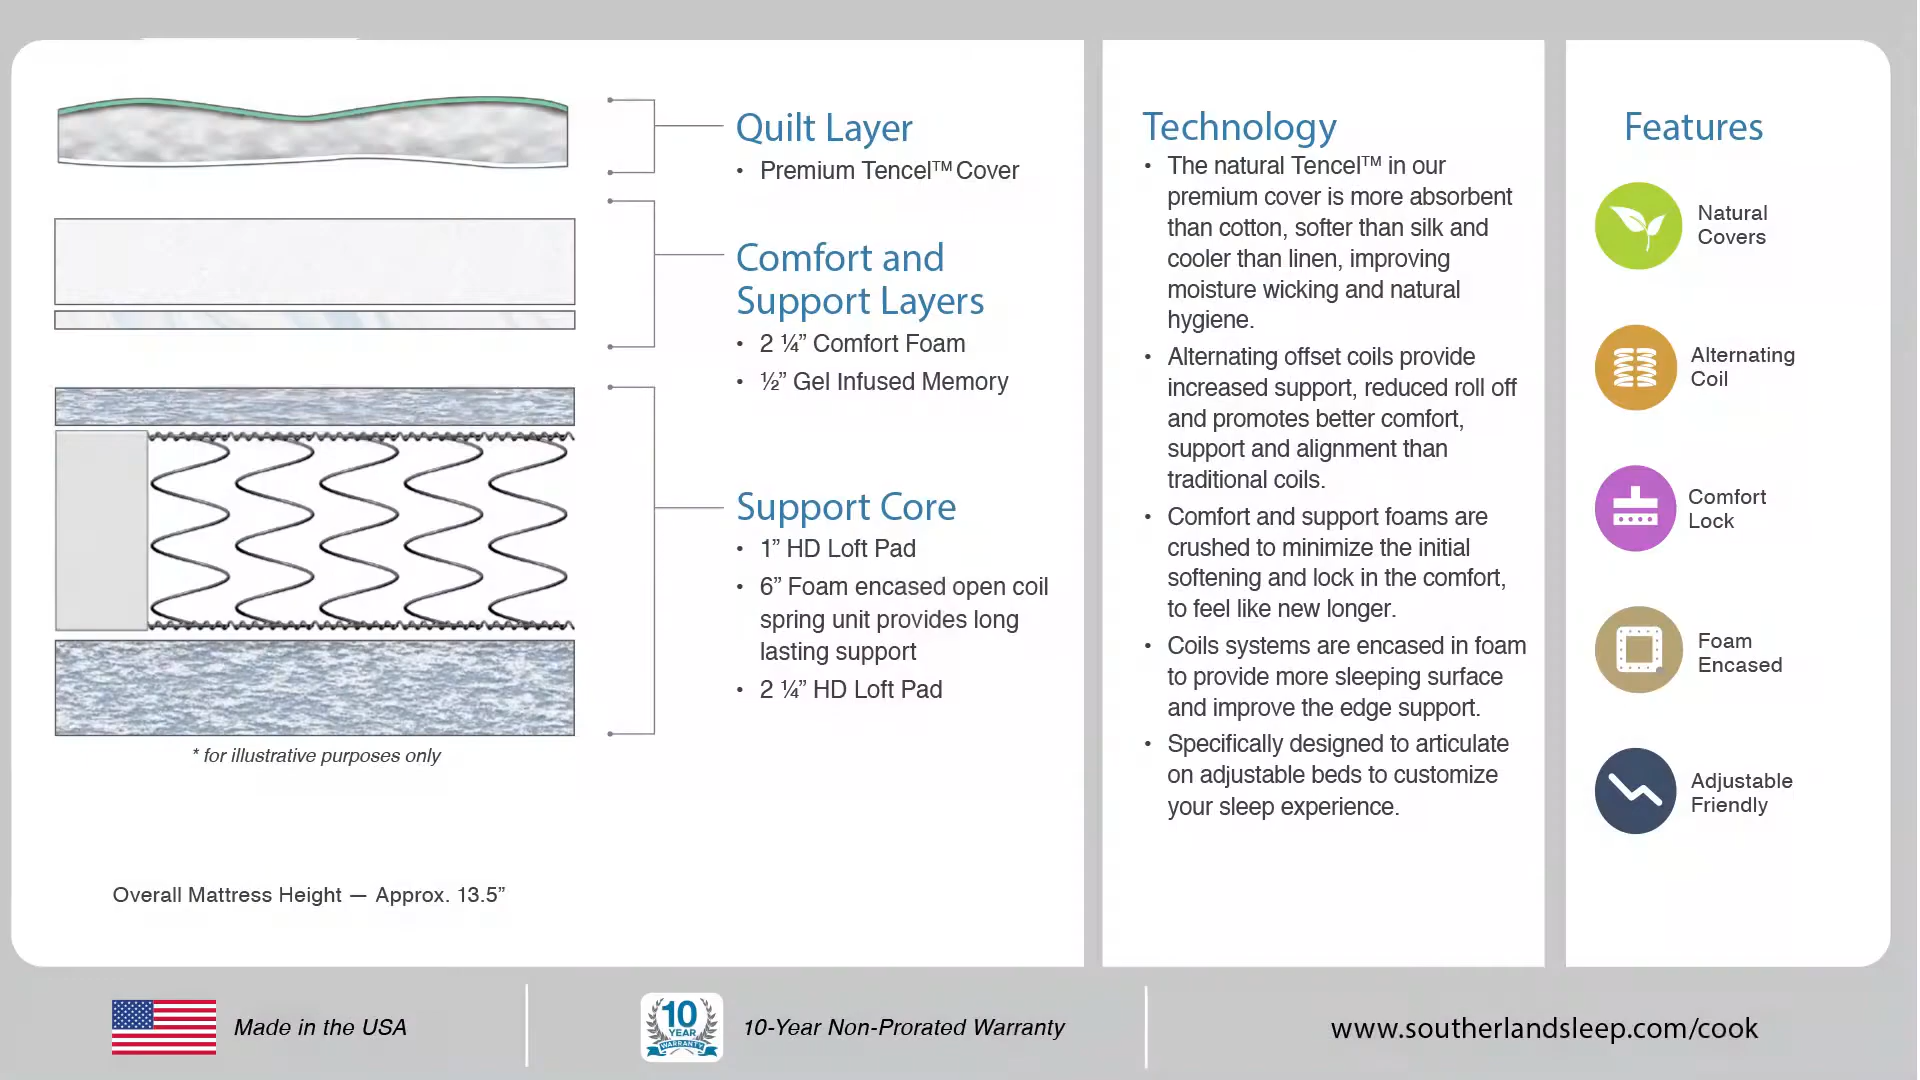 Quilt Layer
• Premium Tencel™ Cover
Comfort and
Support Layers
• 2 ¼” Comfort Foam
• ½” Gel Infused Memory
Support Core
• 1” HD Loft Pad
• 6” Foam encased open coil
spring unit provides long
lasting support
• 2 ¼” HD Loft Pad
* for illustrative purposes only
Overall Mattress Height — Approx. 13.5”
Technology
• The natural Tencel™ in our
premium cover is more absorbent
than cotton, softer than silk and
cooler than linen, improving
moisture wicking and natural
hygiene.
• Alternating offset coils provide
increased support, reduced roll off
and promotes better comfort,
support and alignment than
traditional coils.
• Comfort and support foams are
crushed to minimize the initial
softening and lock in the comfort,
to feel like new longer.
• Coils systems are encased in foam
to provide more sleeping surface
and improve the edge support.
• Specifically designed to articulate
on adjustable beds to customize
your sleep experience.
Features
Natural
Covers
Alternating
Coil
Comfort
Lock
Foam
Encased
Adjustable
Friendly
Made in the USA
10
YEAR
WARRANTY
10-Year Non-Prorated Warranty
www.southerlandsleep.com/cook